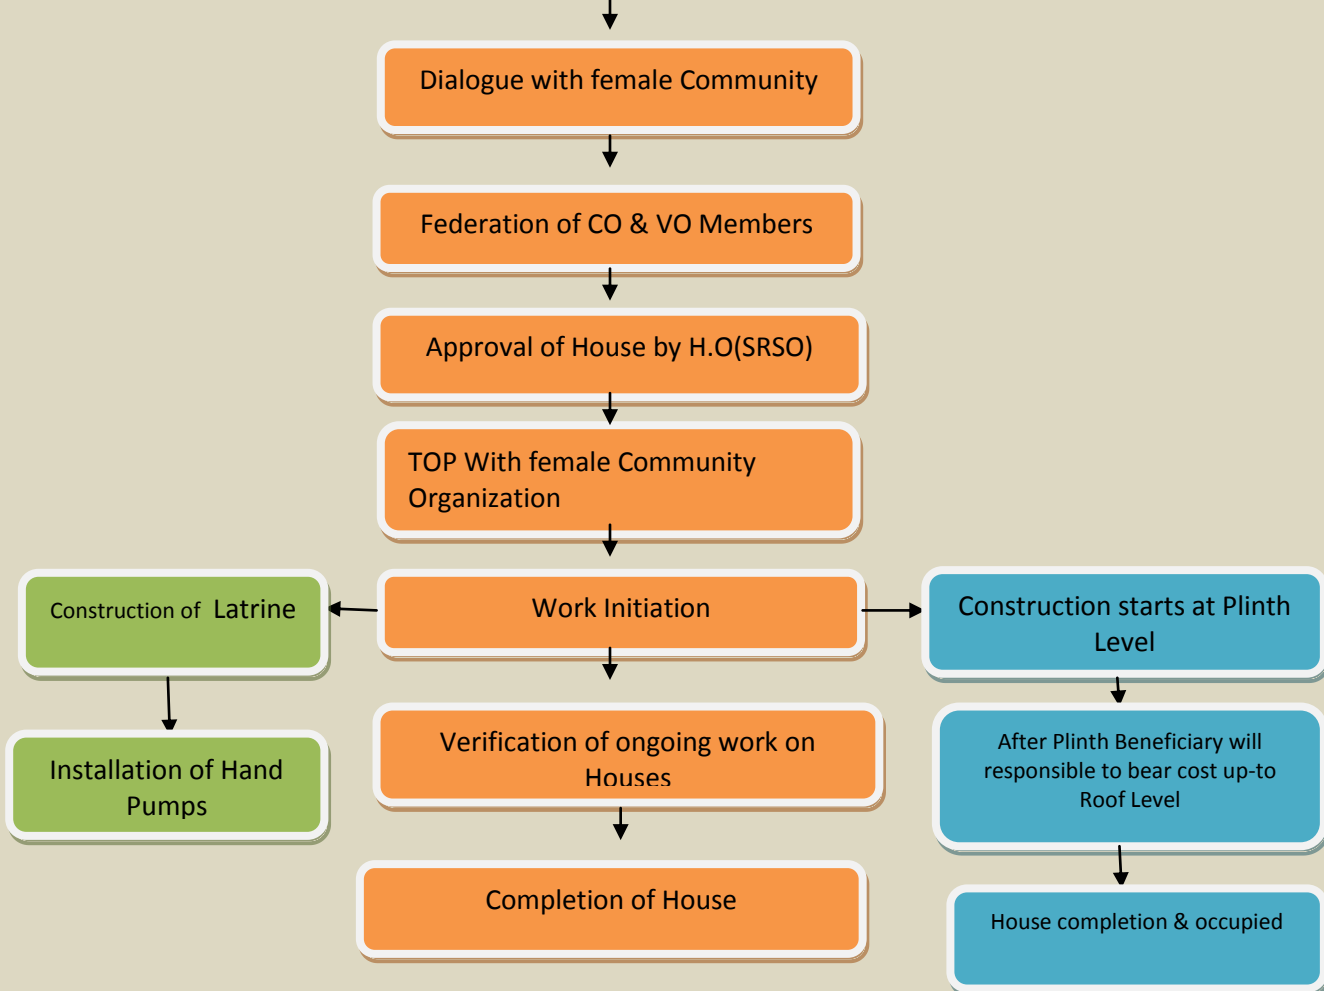 Dialogue with female Community
Federation of CO & VO Members
Approval of House by H.O(SRSO)
TOP With female Community
Organization
Construction of Latrine
Work Initiation
Construction starts at Plinth
Level
Installation of Hand
Pumps
Verification of ongoing work on
Houses
After Plinth Beneficiary will
responsible to bear cost up-to
Roof Level
Completion of House
House completion & occupied